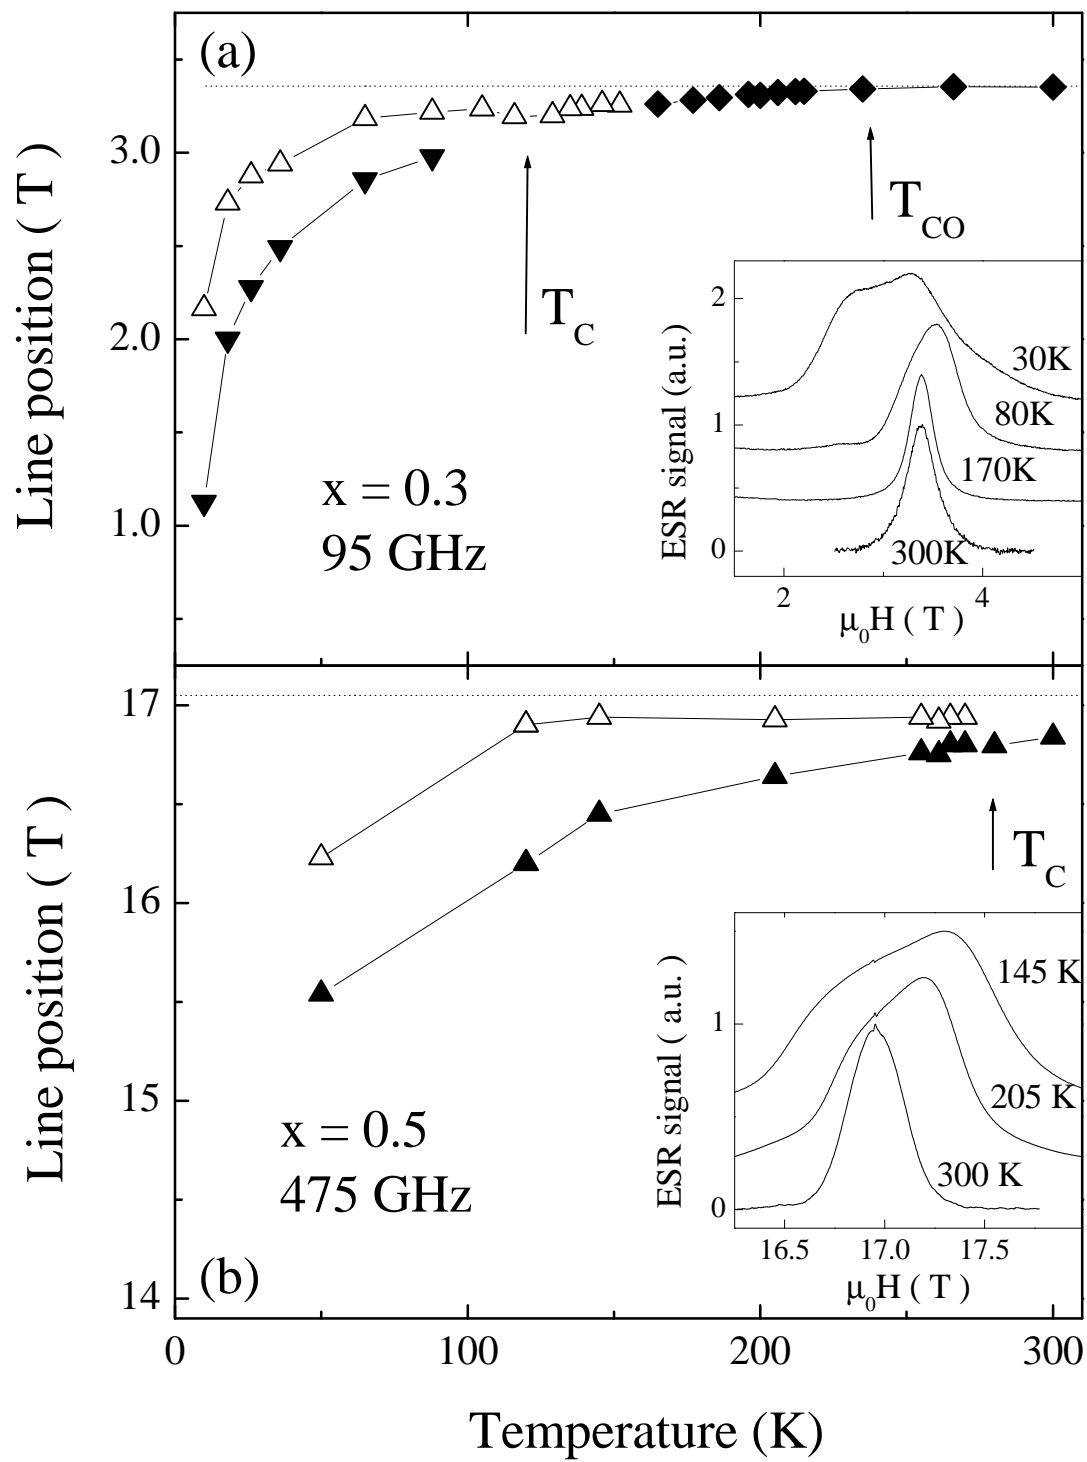 (a)
Line position ( T )
3.0
2.0
1.0
T_C
T_CO
x = 0.3
95 GHz
ESR signal (a.u.)
2
1
0
30K
80K
170K
300K
2 4
μ₀H ( T )
Line position ( T )
17
16
15
14
T_C
x = 0.5
475 GHz
(b)
ESR signal ( a.u. )
1
0
145 K
205 K
300 K
16.5 17.0 17.5
μ₀H ( T )
0 100 200 300
Temperature (K)